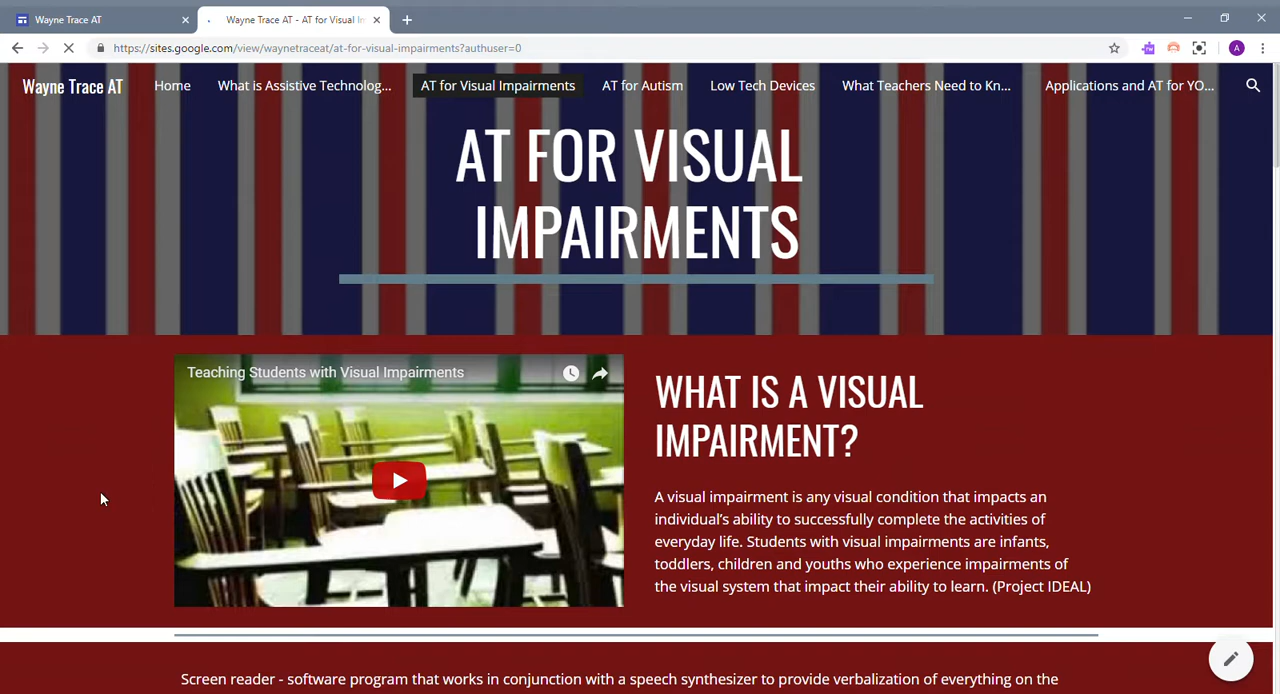 Wayne Trace AT
Wayne Trace AT - AT for Visual In
https://sites.google.com/view/waynetraceat/at-for-visual-impairments?authuser=0
A
Wayne Trace AT
Home
What is Assistive Technolog...
AT for Visual Impairments
AT for Autism
Low Tech Devices
What Teachers Need to Kn...
Applications and AT for YO...
AT FOR VISUAL
IMPAIRMENTS
Teaching Students with Visual Impairments
WHAT IS A VISUAL
IMPAIRMENT?
A visual impairment is any visual condition that impacts an
individual's ability to successfully complete the activities of
everyday life. Students with visual impairments are infants,
toddlers, children and youths who experience impairments of
the visual system that impact their ability to learn. (Project IDEAL)
Screen reader - software program that works in conjunction with a speech synthesizer to provide verbalization of everything on the